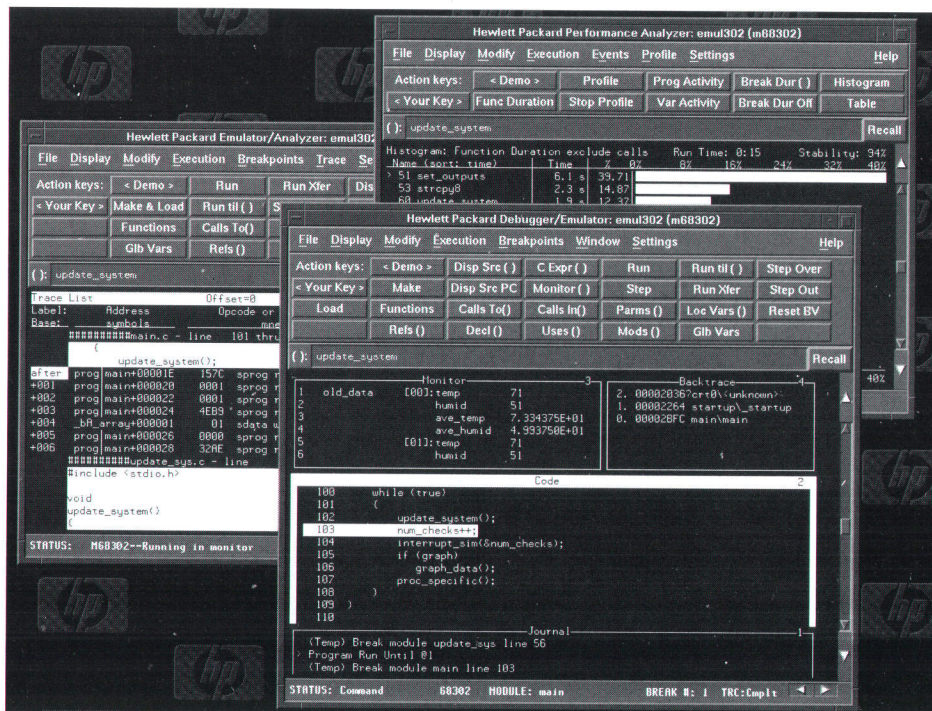 Hewlett Packard Performance Analyzer: emul302 (m68302)
File Display Modify Execution Events Profile Settings Help
Action keys: < Demo > Profile Prog Activity Break Dur ( ) Histogram
< Your Key > Func Duration Stop Profile Var Activity Break Dur Off Table
( ): update_system Recall
Histogram: Function Duration exclude calls Run Time: 0:15 Stability: 94%
Name (sort: time) Time % 0% 8% 16% 24% 32% 40%
> 51 set_outputs 6.1 s 39.71
53 strcpy8 2.3 s 14.87
60 update_system 1.9 s 12.37
40%
Hewlett Packard Emulator/Analyzer: emul302
File Display Modify Execution Breakpoints Trace Se
Action keys: < Demo > Run Run Xfer Dis
< Your Key > Make & Load Run til ( ) S
Functions Calls To()
Glb Vars Refs ()
( ): update_system
Trace List Offset=0
Label: Address Opcode or
Base: symbols mne
##########main.c - line 101 thru
{
update_system();
after prog|main+00001E 157C sprog r
+001 prog|main+000020 0001 sprog r
+002 prog|main+000022 0001 sprog r
+003 prog|main+000024 4EB9 sprog r
+004 _bA_array+000001 01 sdata w
+005 prog|main+000026 0000 sprog r
+006 prog|main+000028 32AE sprog r
##########update_sys.c - line
#include <stdio.h>
void
update_system()
{
STATUS: M68302--Running in monitor
Hewlett Packard Debugger/Emulator: emul302 (m68302)
File Display Modify Execution Breakpoints Window Settings Help
Action keys: < Demo > Disp Src ( ) C Expr ( ) Run Run til ( ) Step Over
< Your Key > Make Disp Src PC Monitor ( ) Step Run Xfer Step Out
Load Functions Calls To() Calls In() Parms () Loc Vars () Reset BV
Refs () Decl () Uses () Mods () Glb Vars
( ): update_system Recall
Monitor 3
1 old_data [00]:temp 71
2 humid 51
3 ave_temp 7.334375E+01
4 ave_humid 4.993750E+01
5 [01]:temp 71
6 humid 51
Backtrace 4
2. 00002036?crt0\<unknown>
1. 00002264 startup\_startup
0. 000028FC main\main
Code 2
100 while (true)
101 {
102 update_system();
103 num_checks++;
104 interrupt_sim(&num_checks);
105 if (graph)
106 graph_data();
107 proc_specific();
108 }
109 }
110
Journal 1
(Temp) Break module update_sys line 56
> Program Run Until @1
(Temp) Break module main line 103
STATUS: Command 68302 MODULE: main BREAK #: 1 TRC:Cmplt